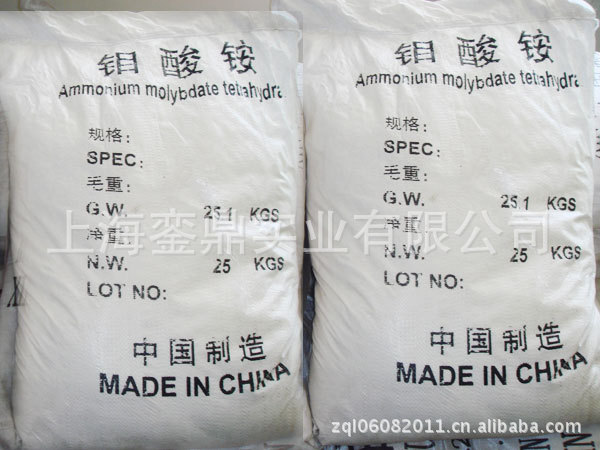 钼酸铵
Ammonium molybdate tetrahydra
规格:
SPEC:
毛重:
G.W. 25.1 KGS
净重:
N.W. 25 KGS
LOT NO:
中国制造
MADE IN CHINA
钼酸铵
Ammonium molybdate tetrahydra
规格:
SPEC:
毛重:
G.W. 25.1 KGS
净重:
N.W. 25 KGS
LOT NO:
中国制造
MADE IN CHINA
上海銮鼎实业有限公司
zql06082011.cn.alibaba.com